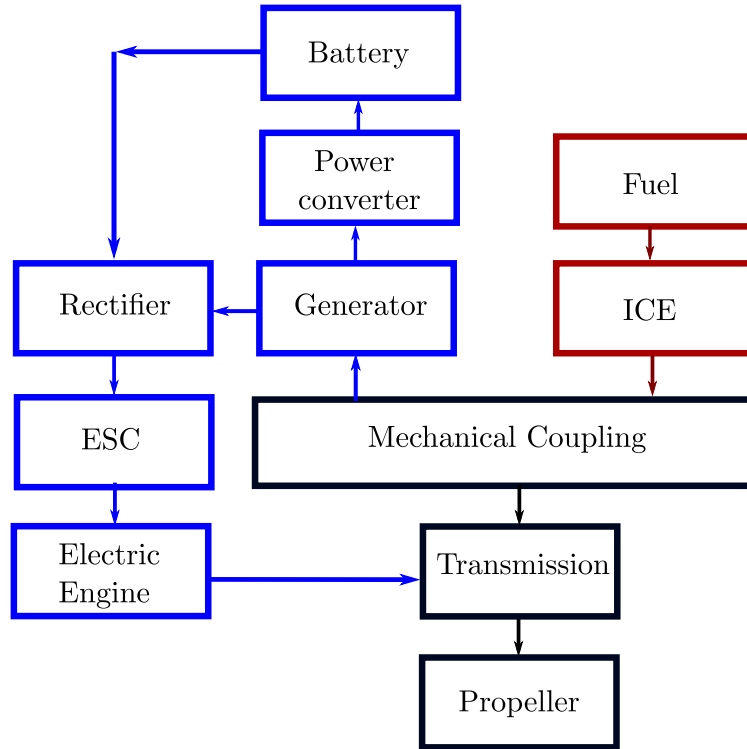 Battery
Power
converter
Fuel
Rectifier
Generator
ICE
ESC
Mechanical Coupling
Electric
Engine
Transmission
Propeller